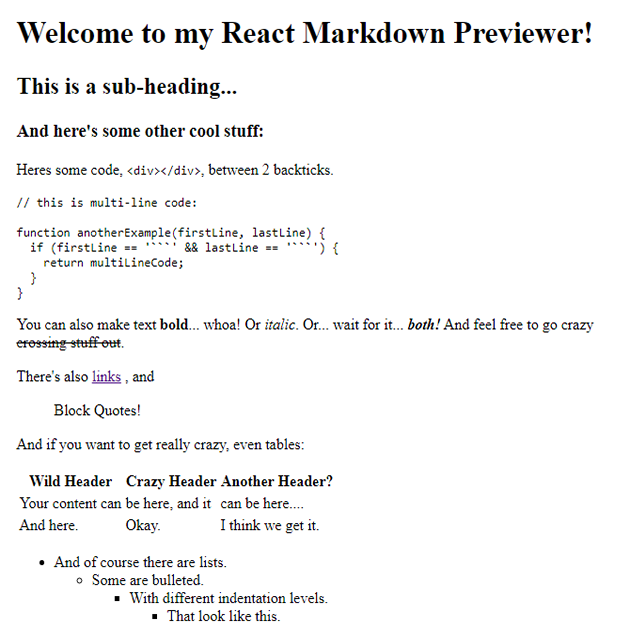 Welcome to my React Markdown Previewer!
This is a sub-heading...
And here's some other cool stuff:
Heres some code, <div></div>, between 2 backticks.
// this is multi-line code:
function anotherExample(firstLine, lastLine) {
  if (firstLine == '```' && lastLine == '```') {
    return multiLineCode;
  }
}
You can also make text bold... whoa! Or italic. Or... wait for it... both! And feel free to go crazy
crossing stuff out.
There's also links , and
Block Quotes!
And if you want to get really crazy, even tables:
Wild Header Crazy Header Another Header?
Your content can be here, and it can be here....
And here. Okay. I think we get it.
• And of course there are lists.
◦ Some are bulleted.
▪ With different indentation levels.
▪ That look like this.